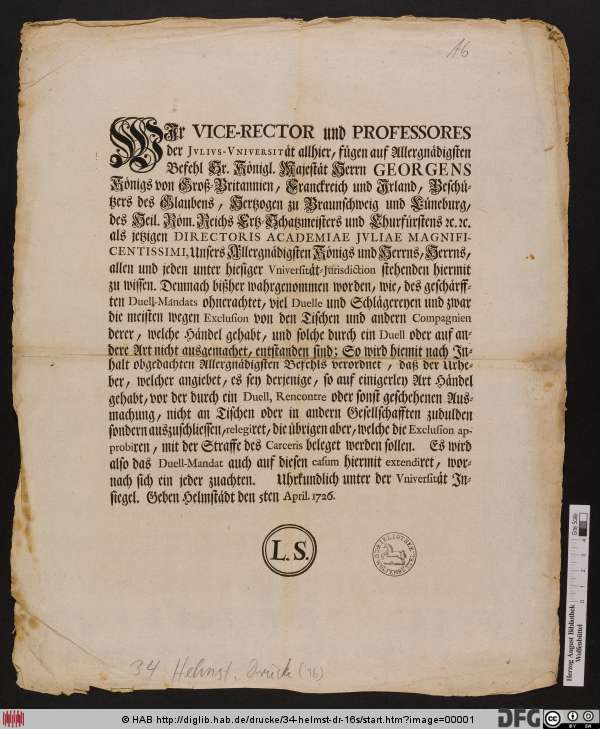 16
WIr VICE-RECTOR und PROFESSORES
der JVLIVS-VNIVERSITät allhier, fügen auf Allergnädigsten
Befehl Sr. Königl. Majestät Herrn GEORGENS
Königs von Groß-Britannien, Franckreich und Irland, Beschü-
tzers des Glaubens, Hertzogen zu Braunschweig und Lüneburg,
des Heil. Röm. Reichs Ertz-Schatzmeisters und Churfürstens ꝛc. ꝛc.
als jetzigen DIRECTORIS ACADEMIAE JVLIAE MAGNIFI-
CENTISSIMI, Unsers Allergnädigsten Königs und Herrns, Herrns,
allen und jeden unter hiesiger Vniversität-Jurisdiction stehenden hiermit
zu wissen. Demnach bißher wahrgenommen worden, wie, des geschärff-
ten Duell-Mandats ohnerachtet, viel Duelle und Schlägereyen und zwar
die meisten wegen Exclusion von den Tischen und andern Compagnien
derer, welche Händel gehabt, und solche durch ein Duell oder auf an-
dere Art nicht ausgemachet, entstanden sind; So wird hiemit nach In-
halt obgedachten Allergnädigsten Befehls verordnet, daß der Urhe-
ber, welcher angiebet, es sey derjenige, so auf einigerley Art Händel
gehabt, vor der durch ein Duell, Rencontre oder sonst geschehenen Aus-
machung, nicht an Tischen oder in andern Gesellschafften zudulden
sondern auszuschliessen, relegiret, die übrigen aber, welche die Exclusion ap-
probiren, mit der Straffe des Carceris beleget werden sollen. Es wird
also das Duell-Mandat auch auf diesen casum hiermit extendiret, wor-
nach sich ein jeder zuachten. Uhrkundlich unter der Vniversität In-
siegel. Geben Helmstädt den 5ten April. 1726.
L.S.
34 Helmst. Druck (16)
Herzog August Bibliothek
Wolfenbüttel
© HAB http://diglib.hab.de/drucke/34-helmst-dr-16s/start.htm?image=00001
DFG
CC BY SA